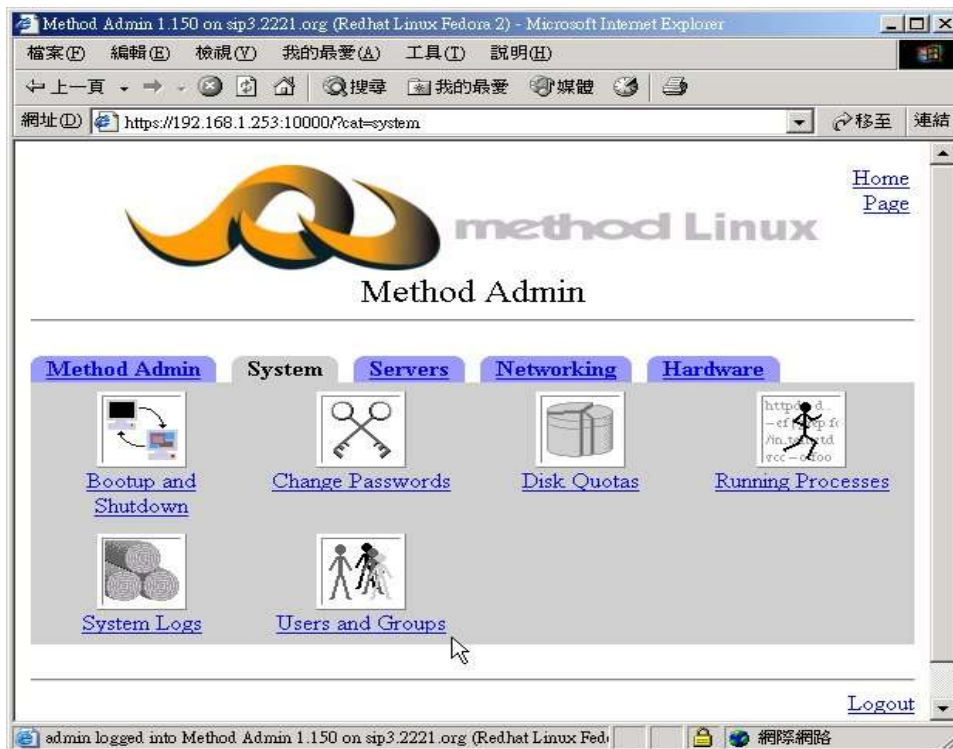 Method Admin 1.150 on sip3.2221.org (Redhat Linux Fedora 2) - Microsoft Internet Explorer
檔案(F) 編輯(E) 檢視(V) 我的最愛(A) 工具(T) 說明(H)
上一頁 搜尋 我的最愛 媒體
網址(D) https://192.168.1.253:10000/?cat=system 移至 連結
Home
Page
method Linux
Method Admin
Method Admin System Servers Networking Hardware
Bootup and
Shutdown
Change Passwords
Disk Quotas
Running Processes
System Logs
Users and Groups
Logout
admin logged into Method Admin 1.150 on sip3.2221.org (Redhat Linux Fed 網際網路